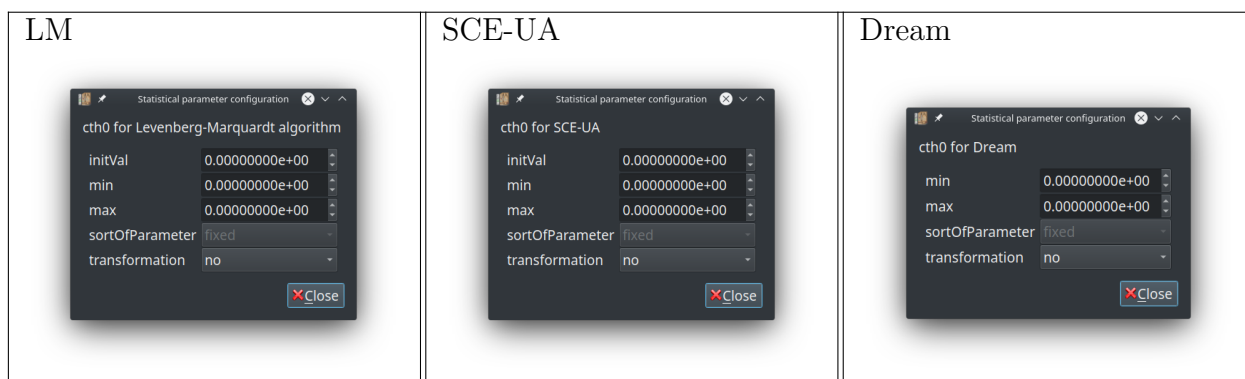 LM
Statistical parameter configuration
cth0 for Levenberg-Marquardt algorithm
initVal 0.00000000e+00
min 0.00000000e+00
max 0.00000000e+00
sortOfParameter fixed
transformation no
Close
SCE-UA
Statistical parameter configuration
cth0 for SCE-UA
initVal 0.00000000e+00
min 0.00000000e+00
max 0.00000000e+00
sortOfParameter fixed
transformation no
Close
Dream
Statistical parameter configuration
cth0 for Dream
min 0.00000000e+00
max 0.00000000e+00
sortOfParameter fixed
transformation no
Close